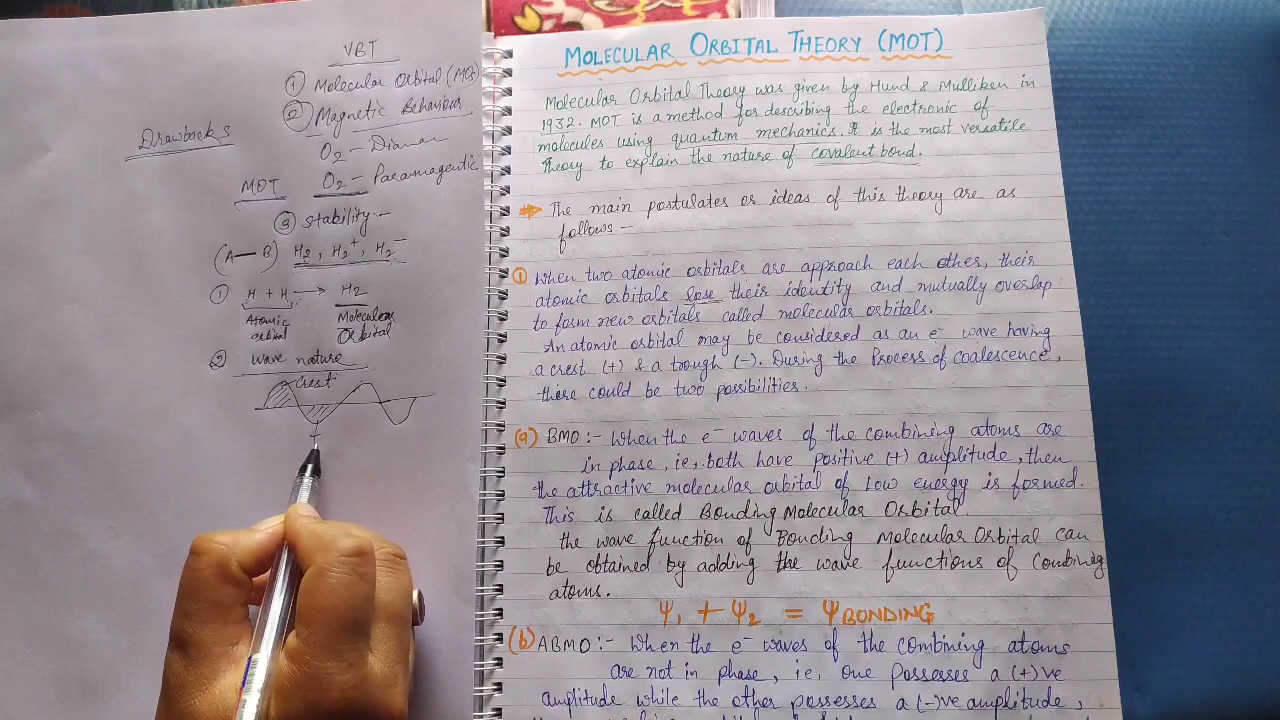 VBT
① Molecular Orbital (MOs)
② Magnetic Behaviour
Drawbacks
O2 - Diamag
MOT
O2 - Paramagentic
③ Stability -
(A — B) H2, H2+, H2-
① H + H → H2
Atomic orbital
Molecular Orbital
② wave nature
Crest
MOLECULAR ORBITAL THEORY (MOT)
Molecular Orbital Theory was given by Hund & Mulliken in
1932. MOT is a method for describing the electronic of
molecules using quantum mechanics. It is the most versatile
Theory to explain the nature of covalent bond.
⇒ The main postulates or ideas of this theory are as
follows -
① When two atomic orbitals are approach each other, their
atomic orbitals lose their identity and mutually overlap
to form new orbitals called molecular orbitals.
An atomic orbital may be considered as an e- wave having
a crest (+) & a trough (-). During the Process of coalescence,
there could be two possibilities.
(a) BMO :- When the e- waves of the combining atoms are
in phase, ie, both have positive (+) amplitude, then
the attractive molecular orbital of Low energy is formed.
This is called Bonding Molecular Orbital.
the wave function of Bonding Molecular Orbital can
be obtained by adding the wave functions of Combining
atoms.
Ψ1 + Ψ2 = Ψ BONDING
(b) ABMO :- When the e- waves of the combining atoms
are not in phase, ie, one possesses a (+)ve
amplitude while the other possesses a (-)ve amplitude,